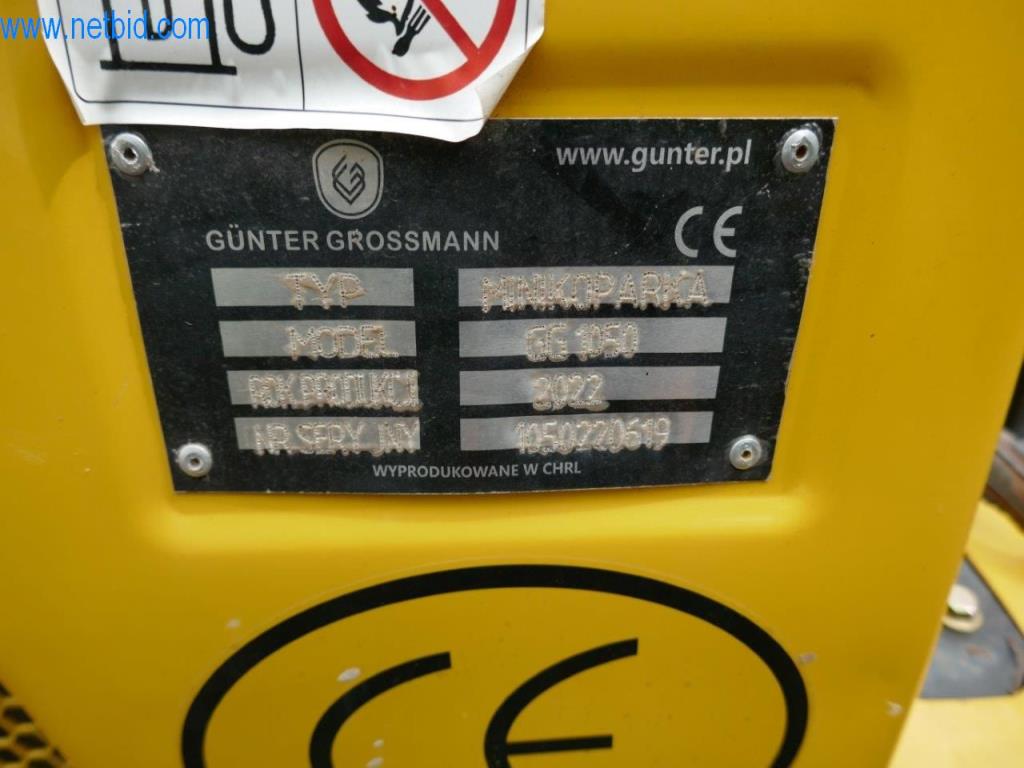 www.netbid.com
www.gunter.pl
CE
GÜNTER GROSSMANN
TYP MINIKOPARKA
MODEL GG 1050
ROK.PRODUKCJI 2022
NR.SERYJNY 1050220619
WYPRODUKOWANE W CHRL
CE